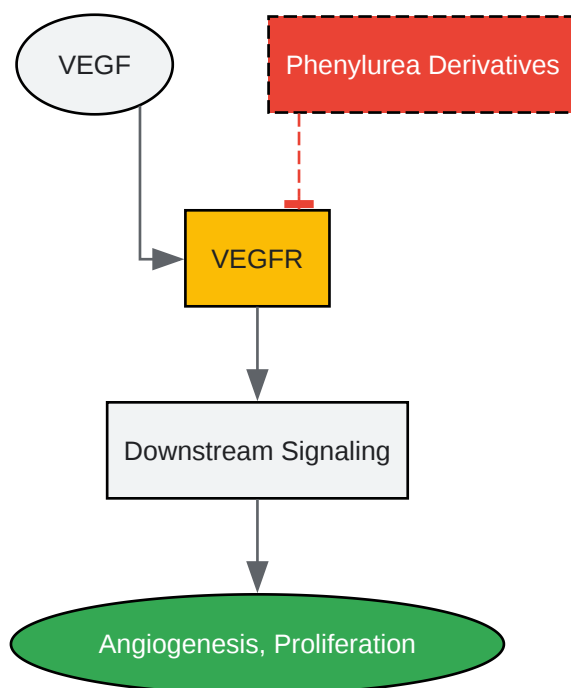 VEGF
Phenylurea Derivatives
VEGFR
Downstream Signaling
Angiogenesis, Proliferation